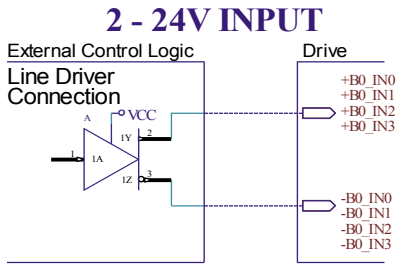 2 - 24V INPUT
External Control Logic
Drive
Line Driver
Connection
A
VCC
1
1A
1Y
2
1Z
3
+B0_IN0
+B0_IN1
+B0_IN2
+B0_IN3
-B0_IN0
-B0_IN1
-B0_IN2
-B0_IN3